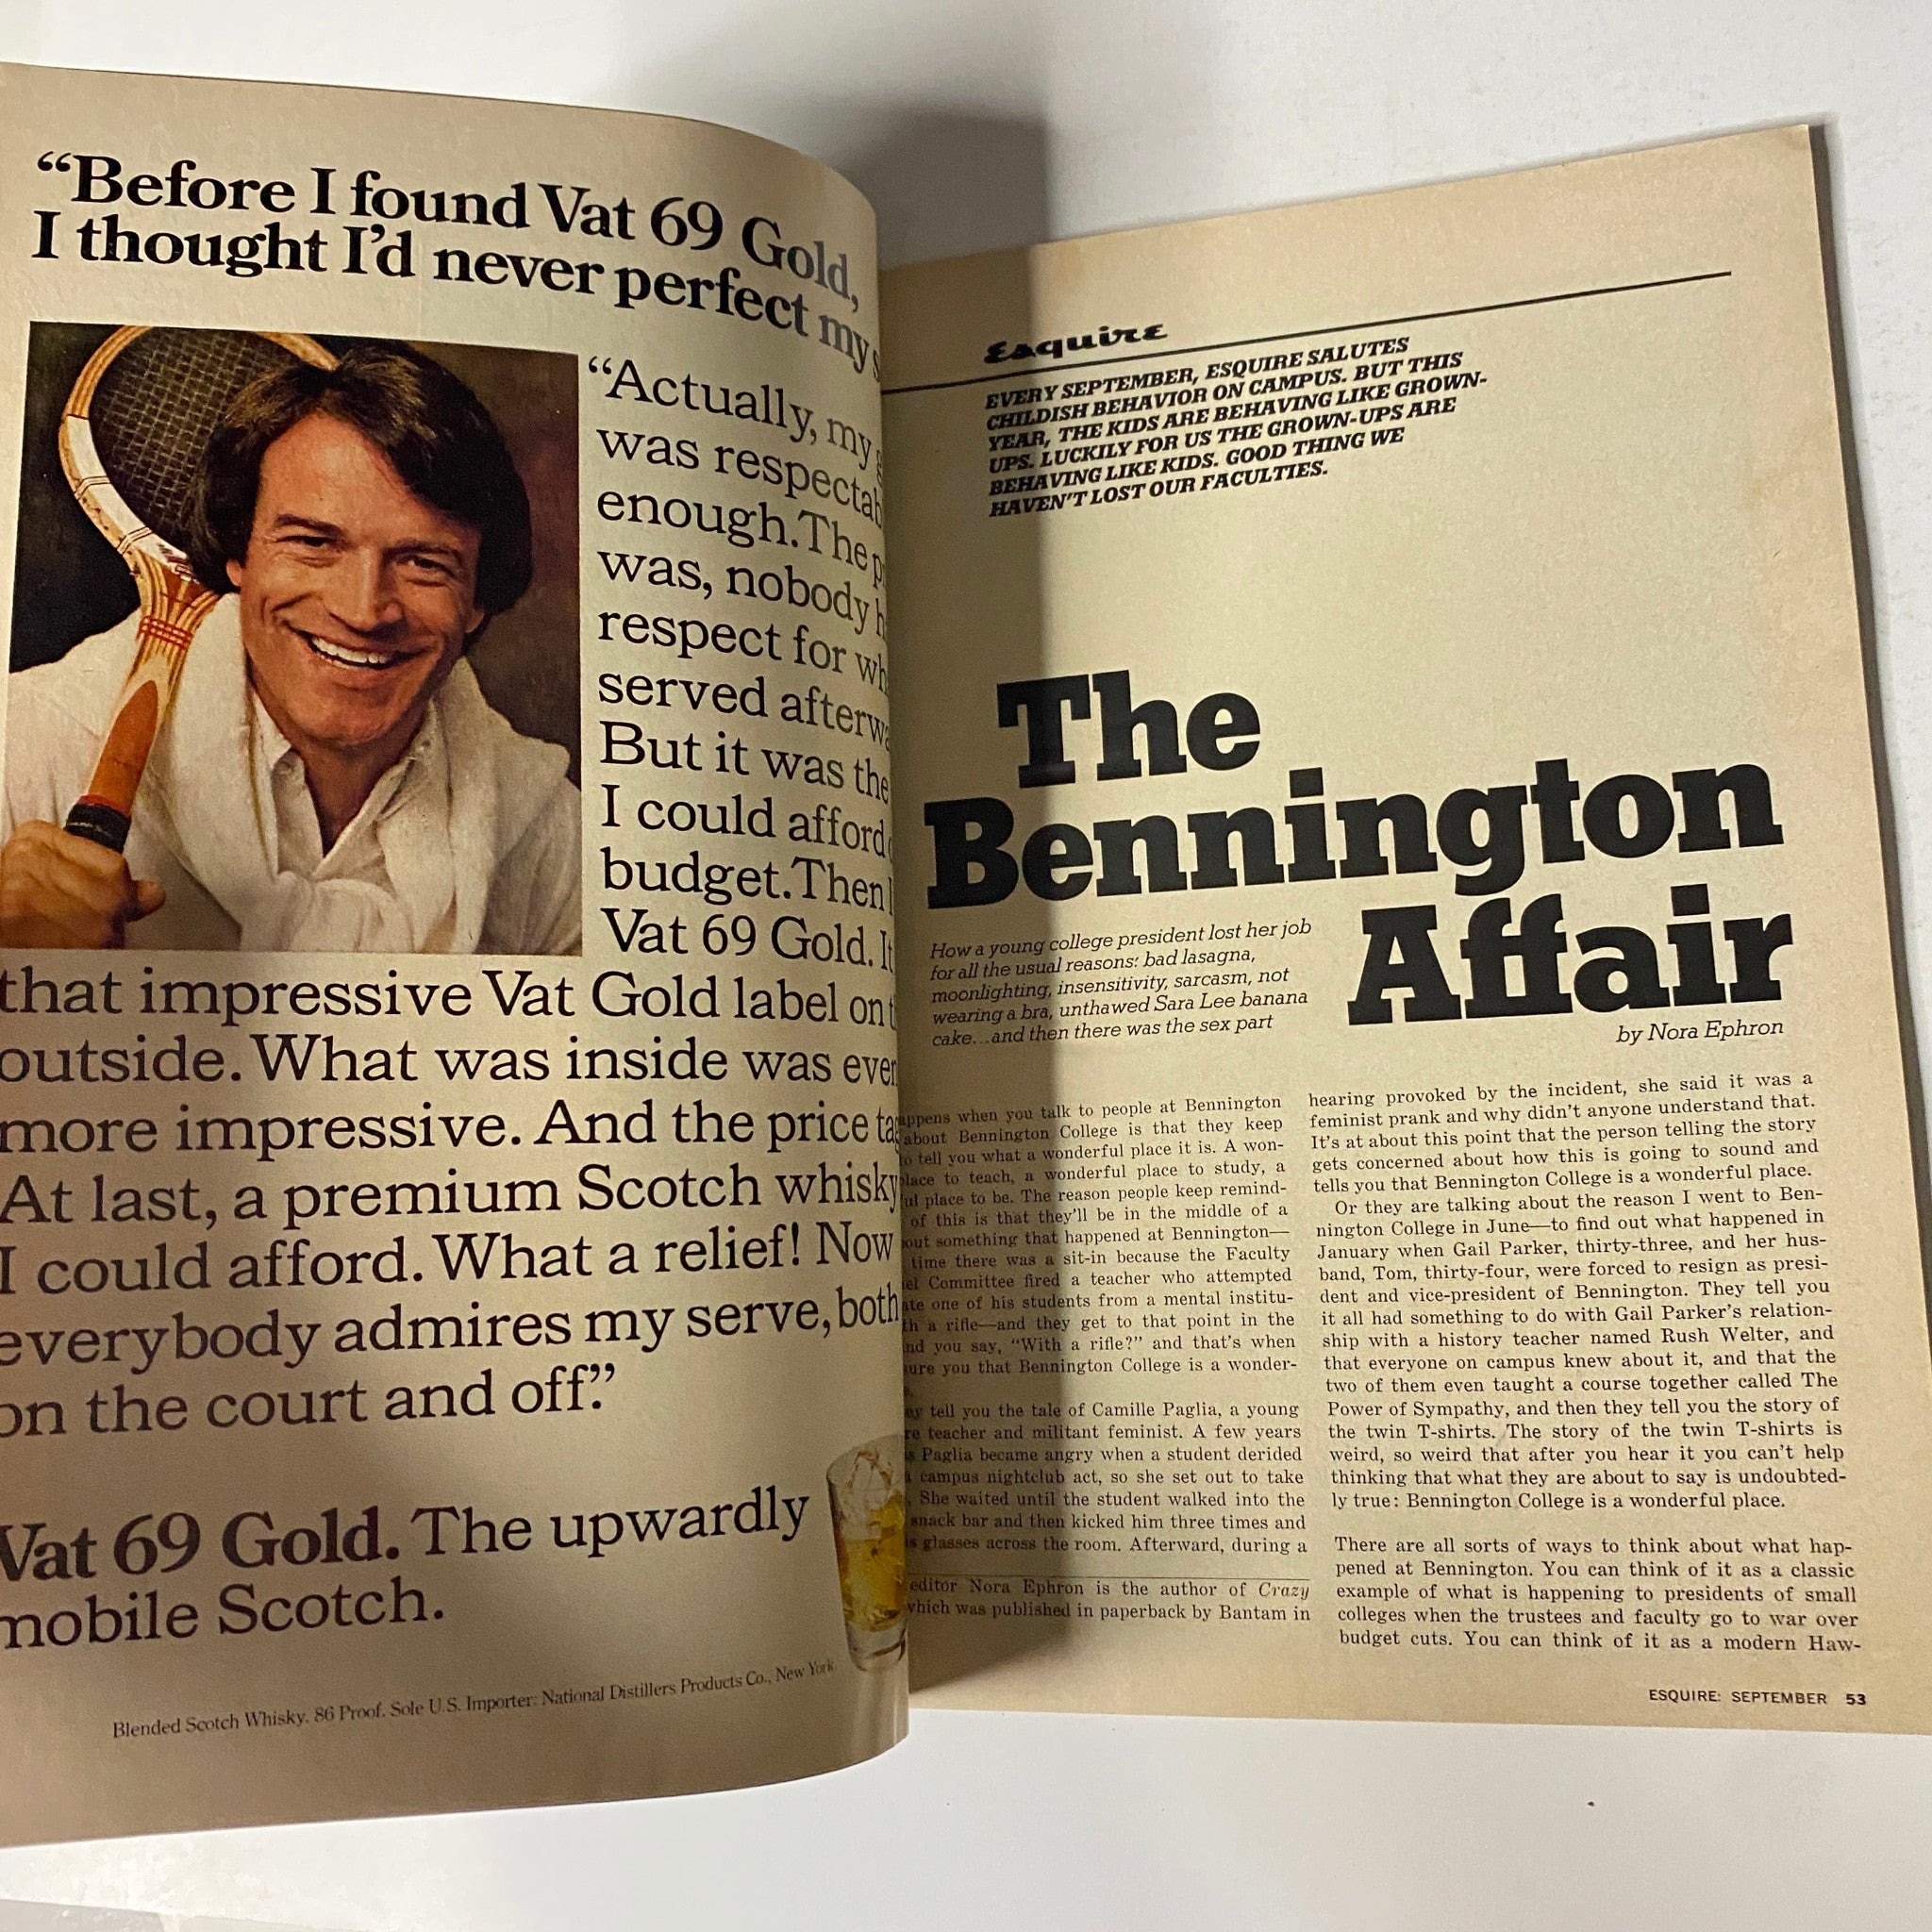 “Before I found Vat 69 Gold,
I thought I’d never perfect my
“Actually, my
was
enough. The
was, nobody
respect for
served
But it was the
I could afford
budget. Then
Vat 69 Gold. It
that impressive Vat Gold label on
outside. What was inside was even
more impressive. And the price
At last, a premium Scotch whisky
I could afford. What a relief! Now
everybody admires my serve, both
on the court and off.”
Vat 69 Gold. The upwardly
mobile Scotch.
Blended Scotch Whisky. 86 Proof. Sole U.S. Importer: National Distillers Products Co., New York
Esquire
EVERY SEPTEMBER, ESQUIRE SALUTES
CHILDISH BEHAVIOR ON CAMPUS. BUT THIS
YEAR, THE KIDS ARE BEHAVING LIKE GROWN-
UPS. LUCKILY FOR US THE GROWN-UPS ARE
BEHAVING LIKE KIDS. GOOD THING WE
HAVEN’T LOST OUR FACULTIES.
The
Bennington
Affair
How a young college president lost her job
for all the usual reasons: bad lasagna,
moonlighting, insensitivity, sarcasm, not
wearing a bra, unthawed Sara Lee banana
cake...and then there was the sex part
by Nora Ephron
when you talk to people at Bennington
about Bennington College is that they keep
tell you what a wonderful place it is. A won-
place to teach, a wonderful place to study, a
place to be. The reason people keep remind-
of this is that they’ll be in the middle of a
something that happened at Bennington—
time there was a sit-in because the Faculty
Committee fired a teacher who attempted
one of his students from a mental institu-
a rifle—and they get to that point in the
you say, “With a rifle?” and that’s when
you that Bennington College is a wonder-
tell you the tale of Camille Paglia, a young
teacher and militant feminist. A few years
Paglia became angry when a student derided
campus nightclub act, so she set out to take
She waited until the student walked into the
snack bar and then kicked him three times and
glasses across the room. Afterward, during a
editor Nora Ephron is the author of Crazy
which was published in paperback by Bantam in
hearing provoked by the incident, she said it was a
feminist prank and why didn’t anyone understand that.
It’s at about this point that the person telling the story
gets concerned about how this is going to sound and
tells you that Bennington College is a wonderful place.
Or they are talking about the reason I went to Ben-
nington College in June—to find out what happened in
January when Gail Parker, thirty-three, and her hus-
band, Tom, thirty-four, were forced to resign as presi-
dent and vice-president of Bennington. They tell you
it all had something to do with Gail Parker’s relation-
ship with a history teacher named Rush Welter, and
that everyone on campus knew about it, and that the
two of them even taught a course together called The
Power of Sympathy, and then they tell you the story of
the twin T-shirts. The story of the twin T-shirts is
weird, so weird that after you hear it you can’t help
thinking that what they are about to say is undoubted-
ly true: Bennington College is a wonderful place.
There are all sorts of ways to think about what hap-
pened at Bennington. You can think of it as a classic
example of what is happening to presidents of small
colleges when the trustees and faculty go to war over
budget cuts. You can think of it as a modern Haw-
ESQUIRE: SEPTEMBER 53